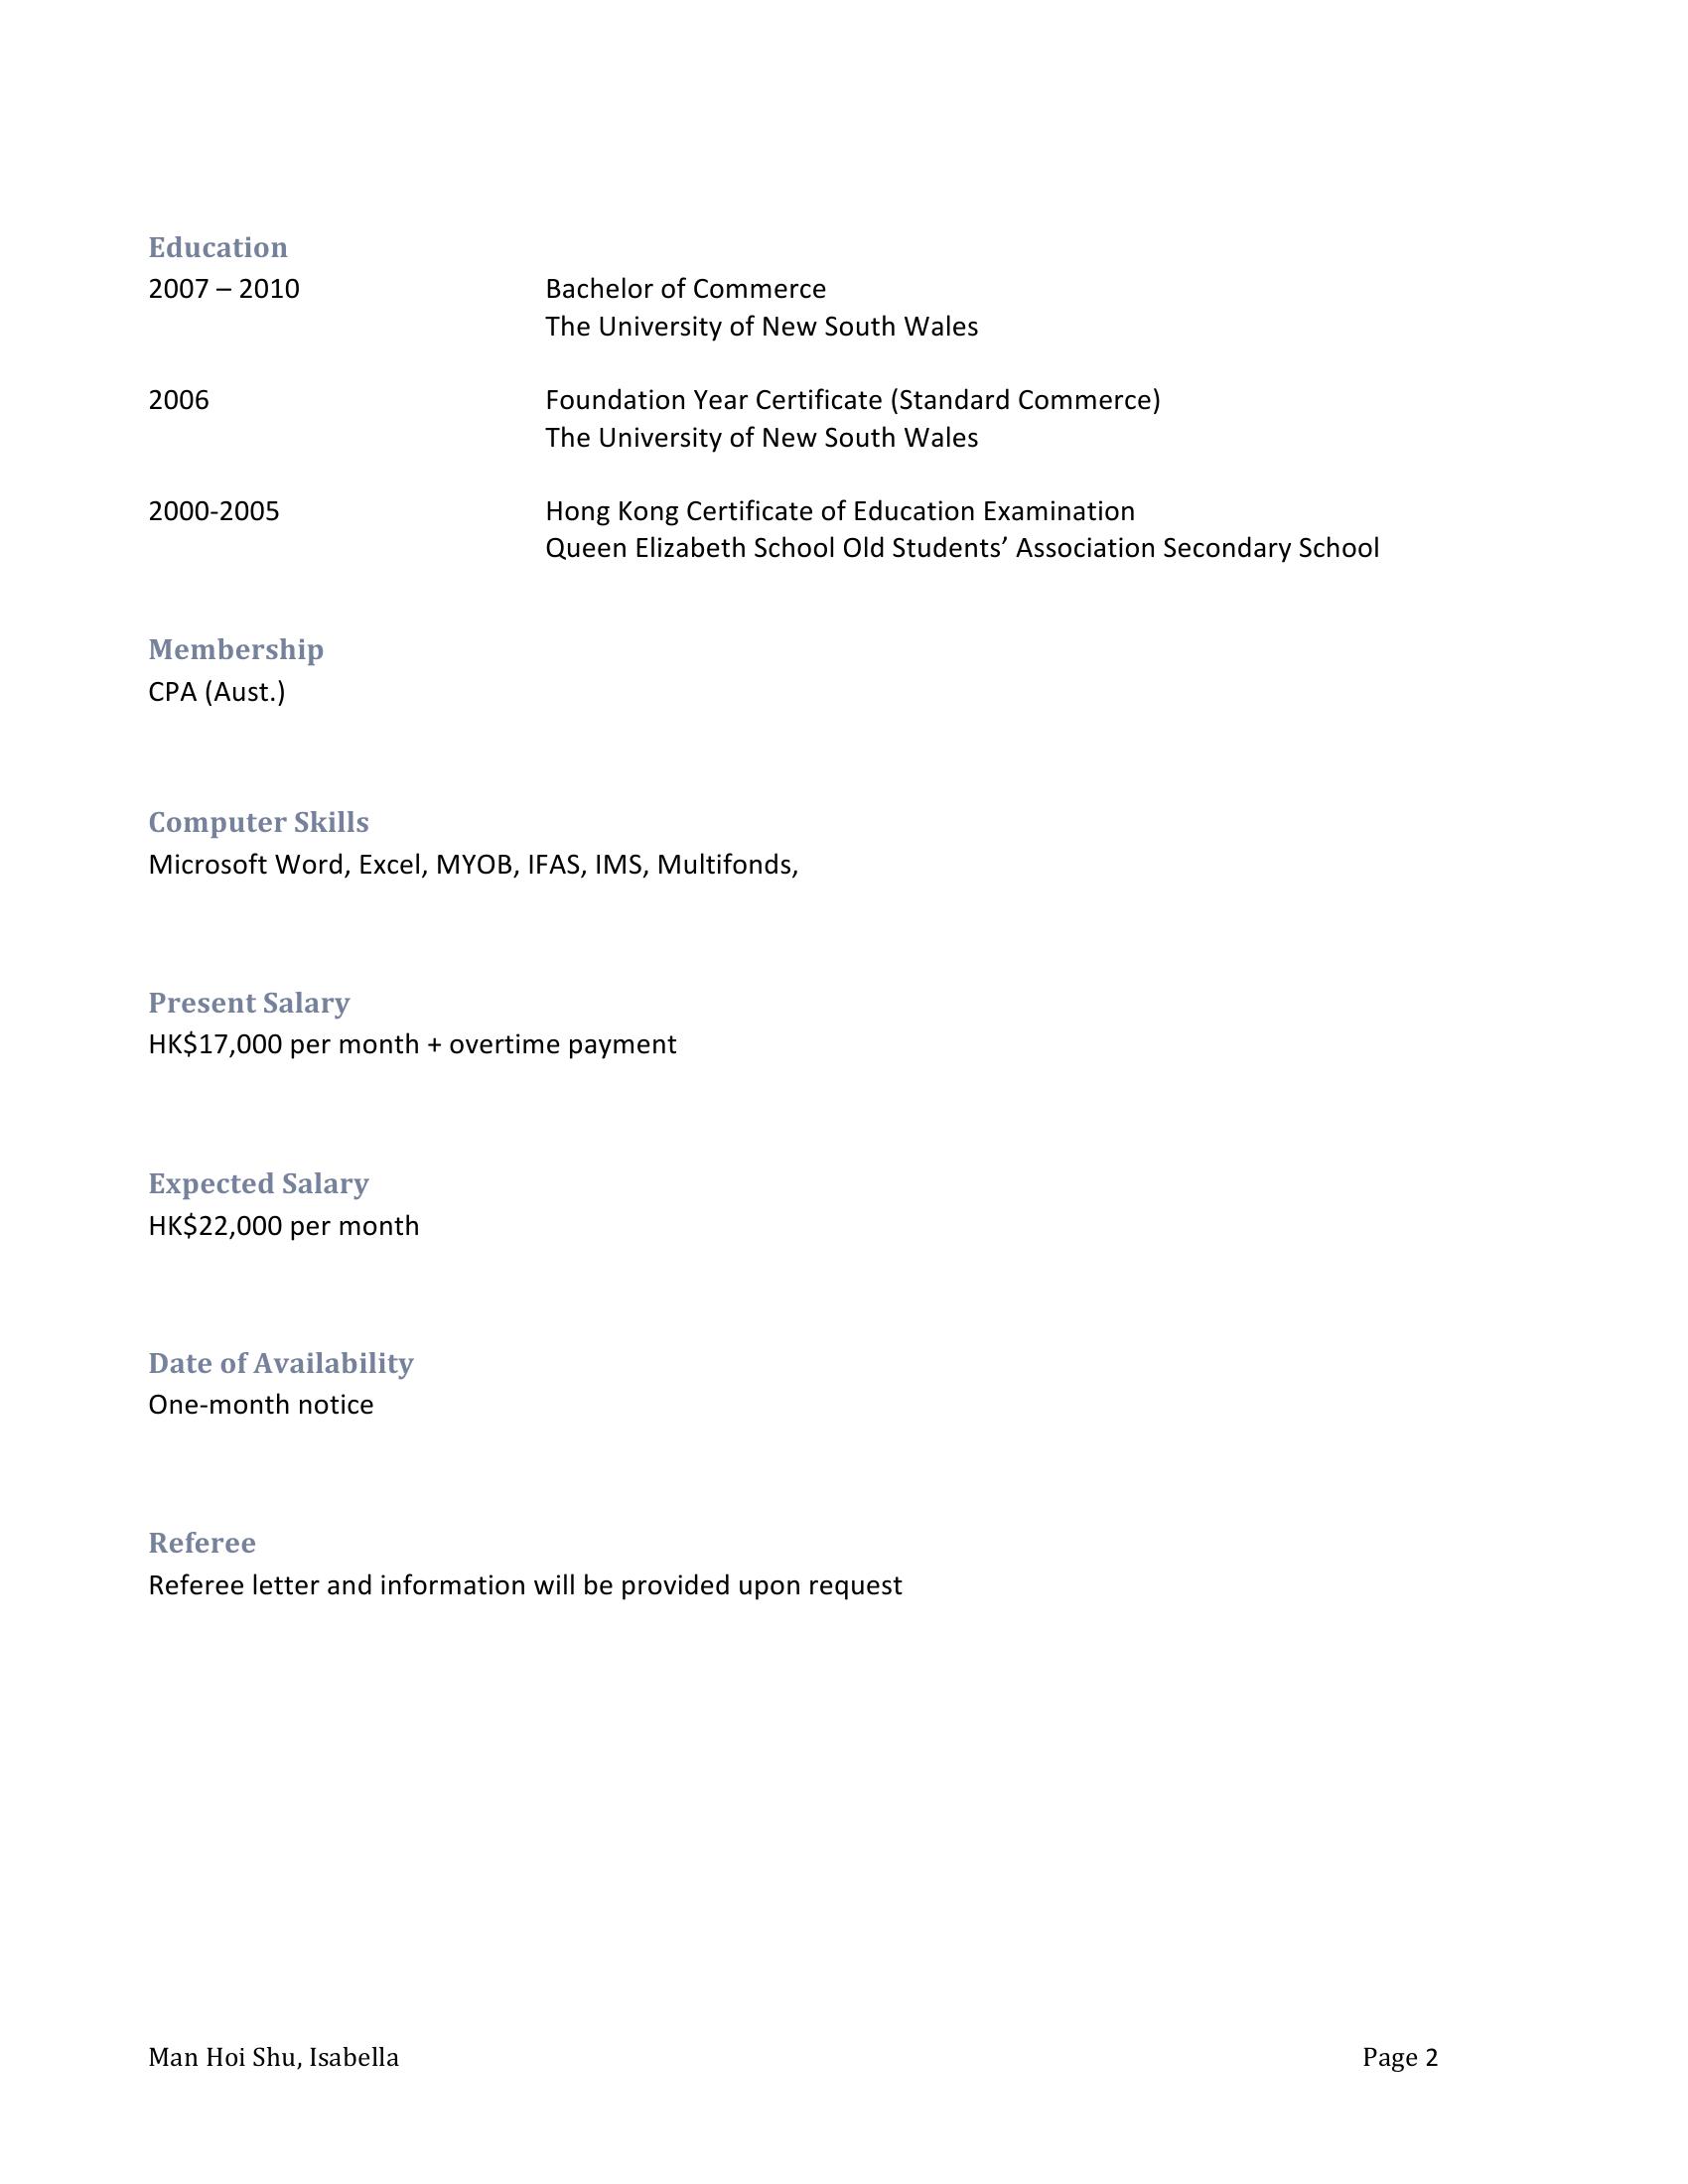 Education
2007 – 2010 Bachelor of Commerce
The University of New South Wales
2006 Foundation Year Certificate (Standard Commerce)
The University of New South Wales
2000-2005 Hong Kong Certificate of Education Examination
Queen Elizabeth School Old Students’ Association Secondary School
Membership
CPA (Aust.)
Computer Skills
Microsoft Word, Excel, MYOB, IFAS, IMS, Multifonds,
Present Salary
HK$17,000 per month + overtime payment
Expected Salary
HK$22,000 per month
Date of Availability
One-month notice
Referee
Referee letter and information will be provided upon request
Man Hoi Shu, Isabella Page 2